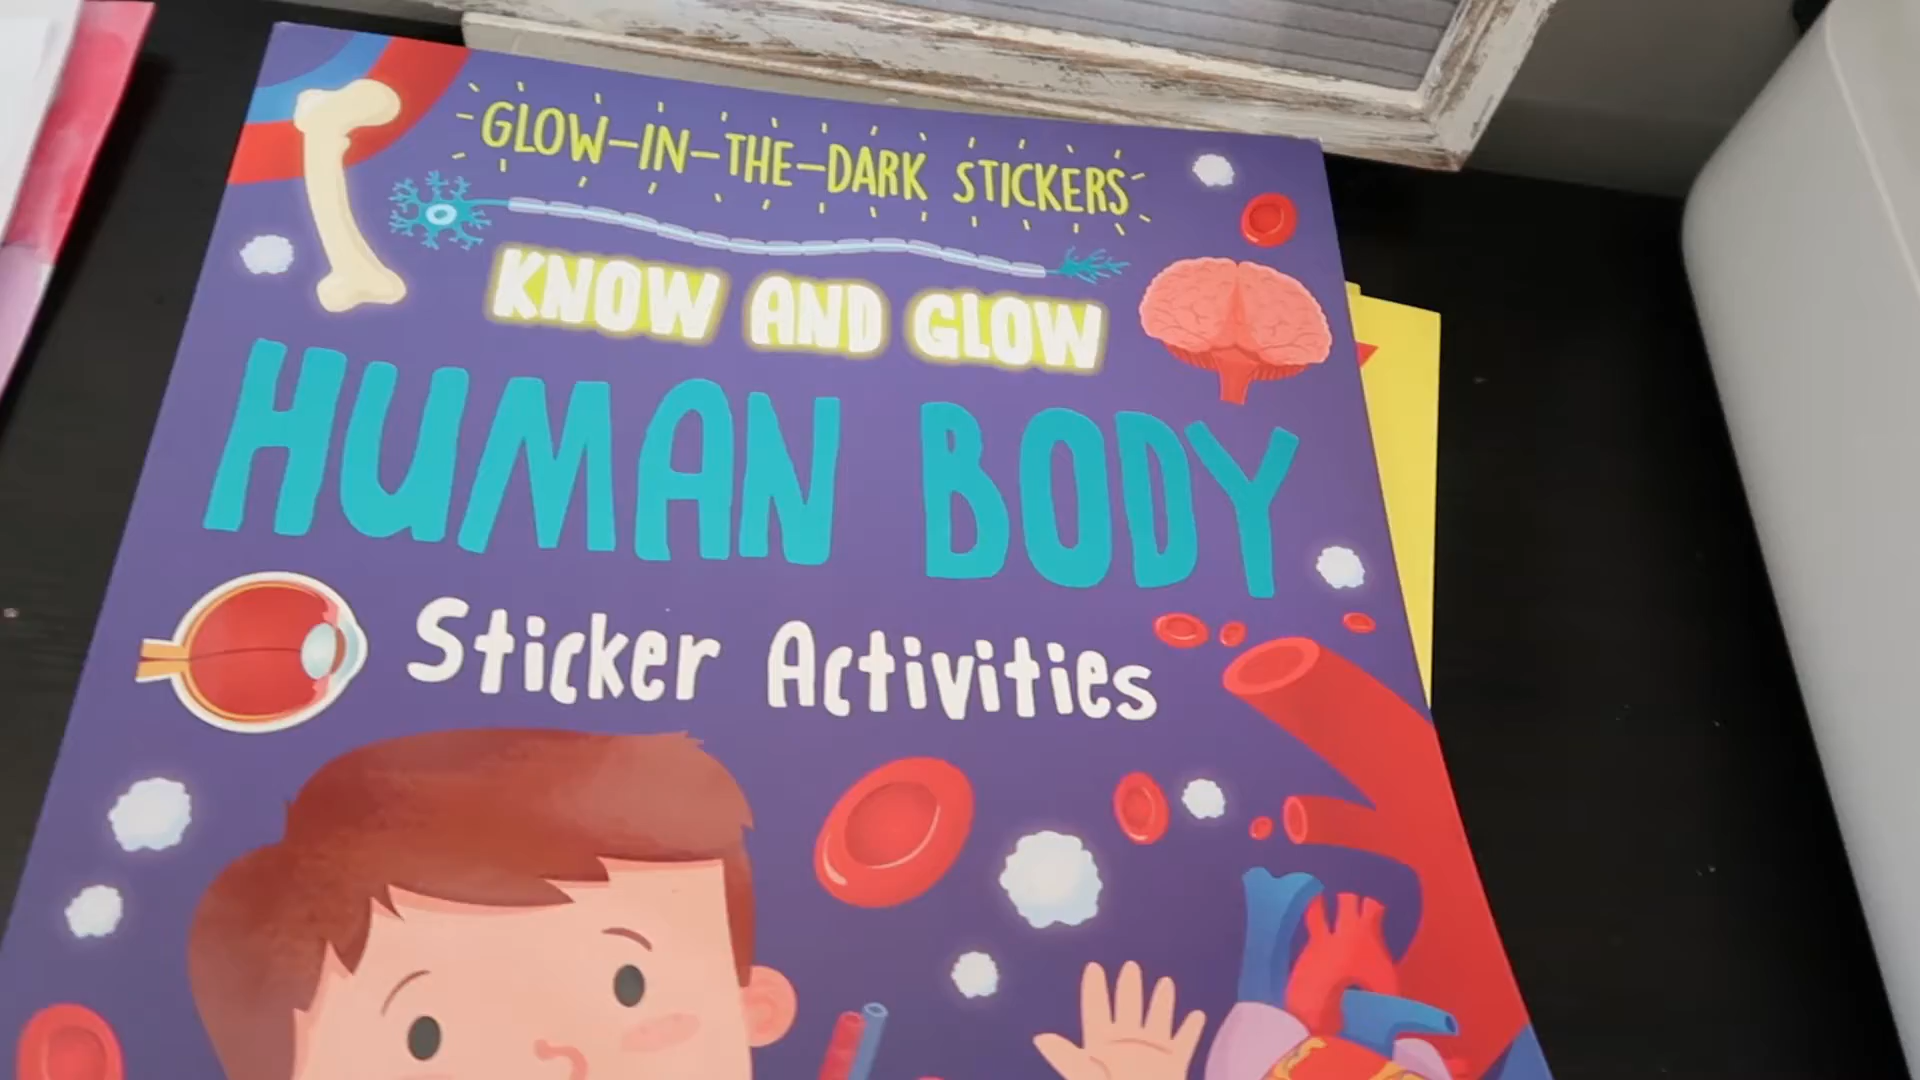 GLOW-IN-THE-DARK STICKERS
KNOW AND GLOW
HUMAN BODY
Sticker Activities